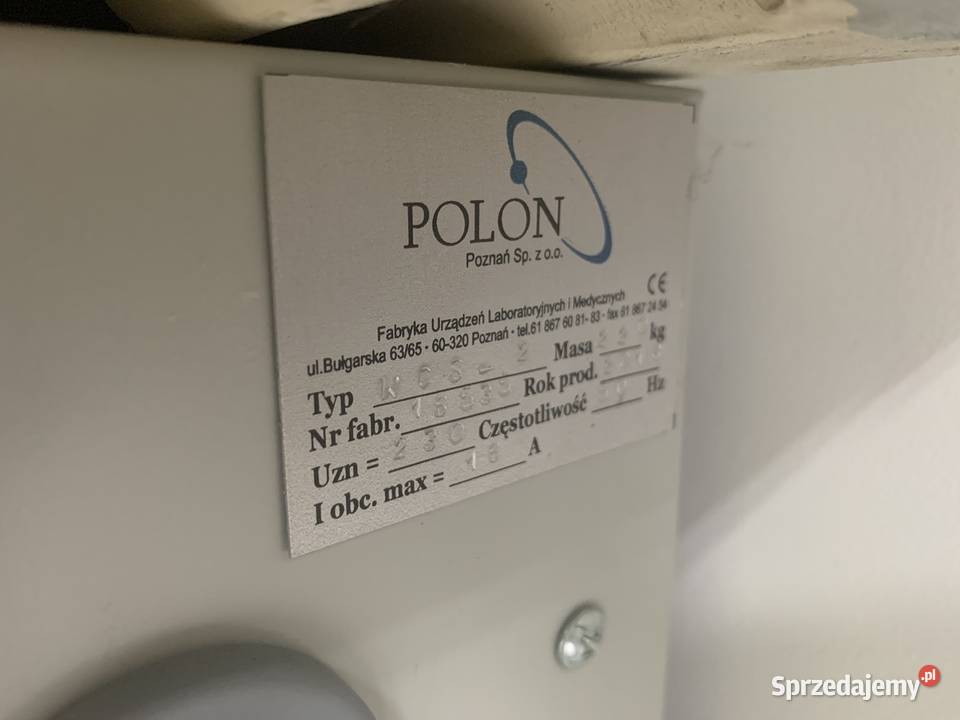 POLON
Poznań Sp. z o.o.
CE
Fabryka Urządzeń Laboratoryjnych i Medycznych
ul.Bułgarska 63/65 • 60-320 Poznań • tel.61 867 60 81- 83 • fax 61 867 24 54
Typ Masa kg
Nr fabr. Rok prod.
Uzn = 230 Częstotliwość Hz
I obc. max = A
Sprzedajemy.pl